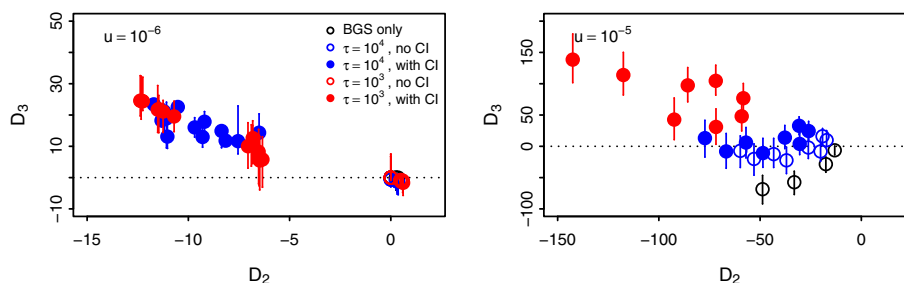 u = 10⁻⁶
BGS only
τ = 10⁴ , no CI
τ = 10⁴ , with CI
τ = 10³ , no CI
τ = 10³ , with CI
D₃
50
30
10
−10
−15
−10
−5
0
D₂
u = 10⁻⁵
D₃
150
50
0
−100
−150
−100
−50
0
D₂